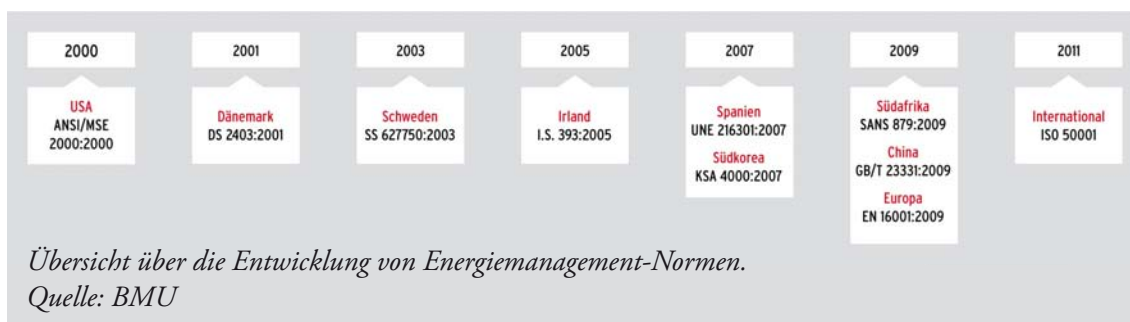 2000
USA
ANSI/MSE
2000:2000
2001
Dänemark
DS 2403:2001
2003
Schweden
SS 627750:2003
2005
Irland
I.S. 393:2005
2007
Spanien
UNE 216301:2007
Südkorea
KSA 4000:2007
2009
Südafrika
SANS 879:2009
China
GB/T 23331:2009
Europa
EN 16001:2009
2011
International
ISO 50001
Übersicht über die Entwicklung von Energiemanagement-Normen.
Quelle: BMU